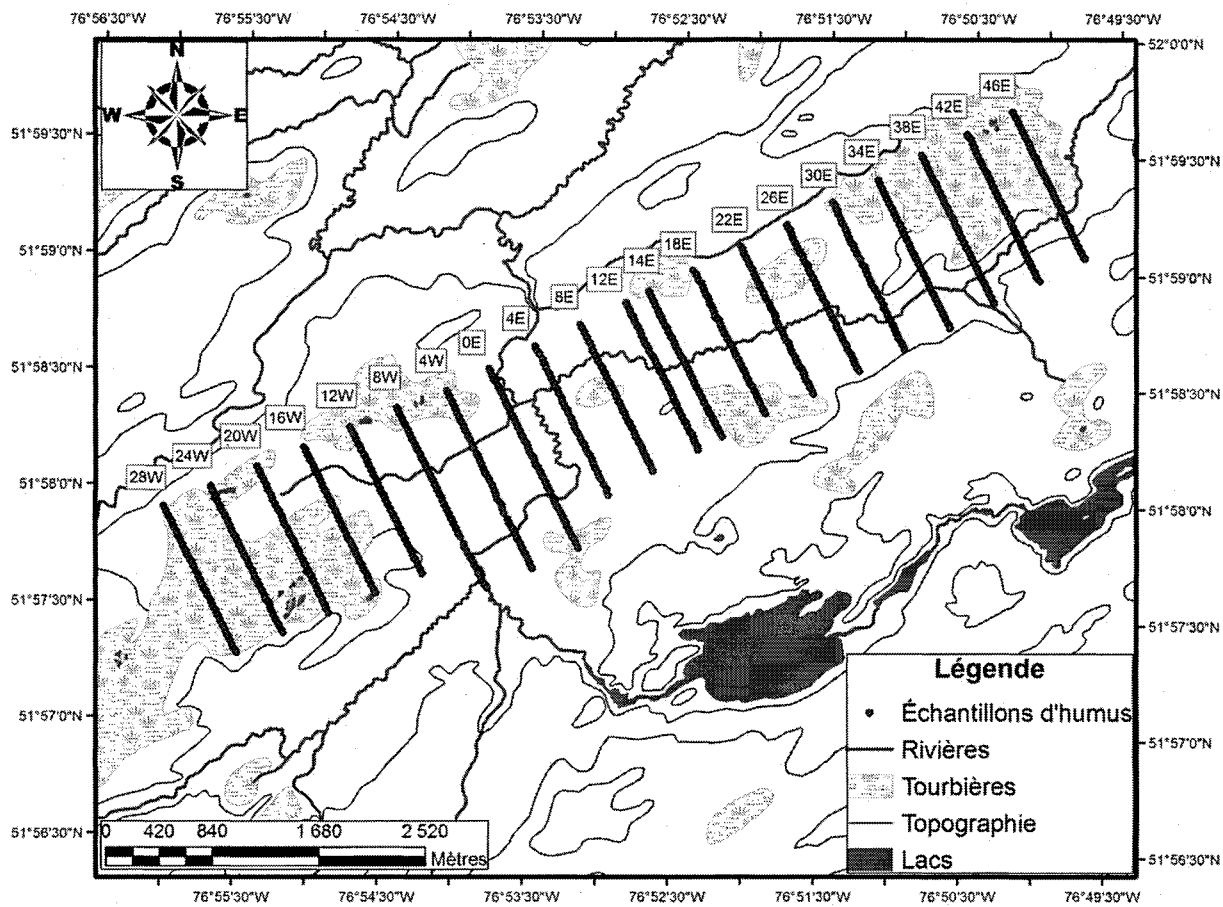 76°56'30"W 76°55'30"W 76°54'30"W 76°53'30"W 76°52'30"W 76°51'30"W 76°50'30"W 76°49'30"W
N
W E
S
52°0'0"N
51°59'30"N
51°59'30"N
51°59'0"N
51°59'0"N
51°58'30"N
51°58'30"N
51°58'0"N
51°58'0"N
51°57'30"N
51°57'30"N
51°57'0"N
51°57'0"N
51°56'30"N
51°56'30"N
46E
42E
38E
34E
30E
26E
22E
18E
14E
12E
8E
4E
0E
4W
8W
12W
16W
20W
24W
28W
Légende
Échantillons d'humus
Rivières
Tourbières
Topographie
Lacs
0 420 840 1 680 2 520
Mètres
76°55'30"W 76°54'30"W 76°53'30"W 76°52'30"W 76°51'30"W 76°50'30"W 76°49'30"W